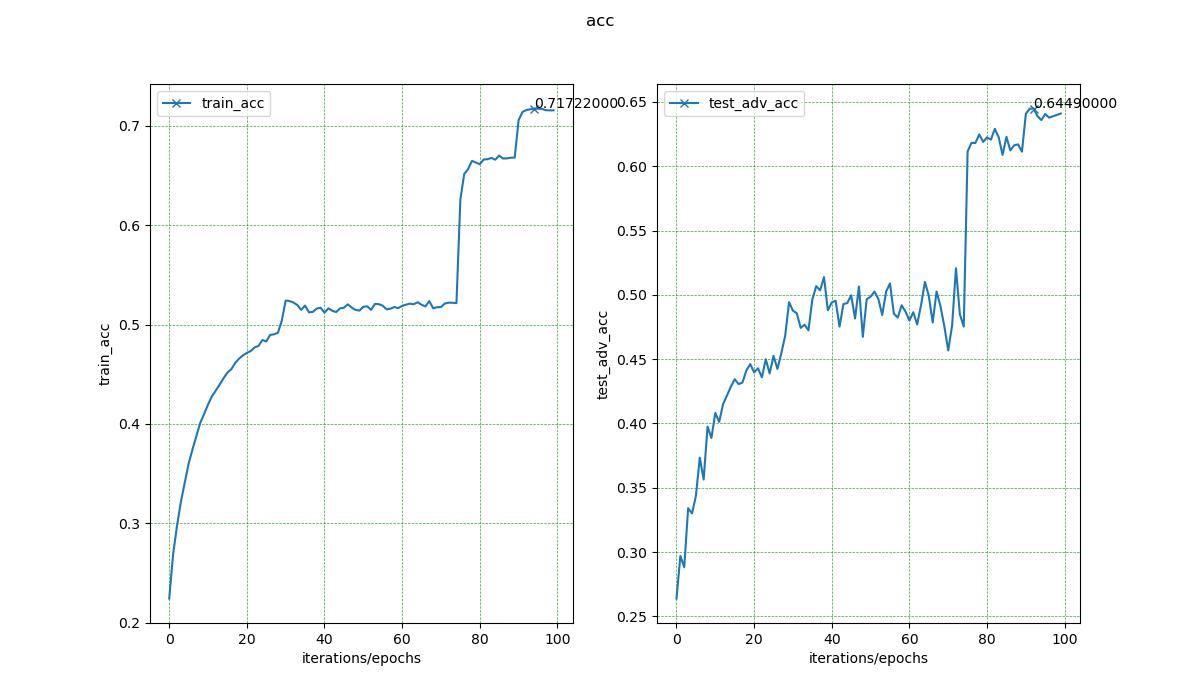 acc
train_acc
0.71722000
0.7
0.6
0.5
0.4
0.3
0.2
train_acc
0 20 40 60 80 100
iterations/epochs
test_adv_acc
0.64490000
0.65
0.60
0.55
0.50
0.45
0.40
0.35
0.30
0.25
test_adv_acc
0 20 40 60 80 100
iterations/epochs